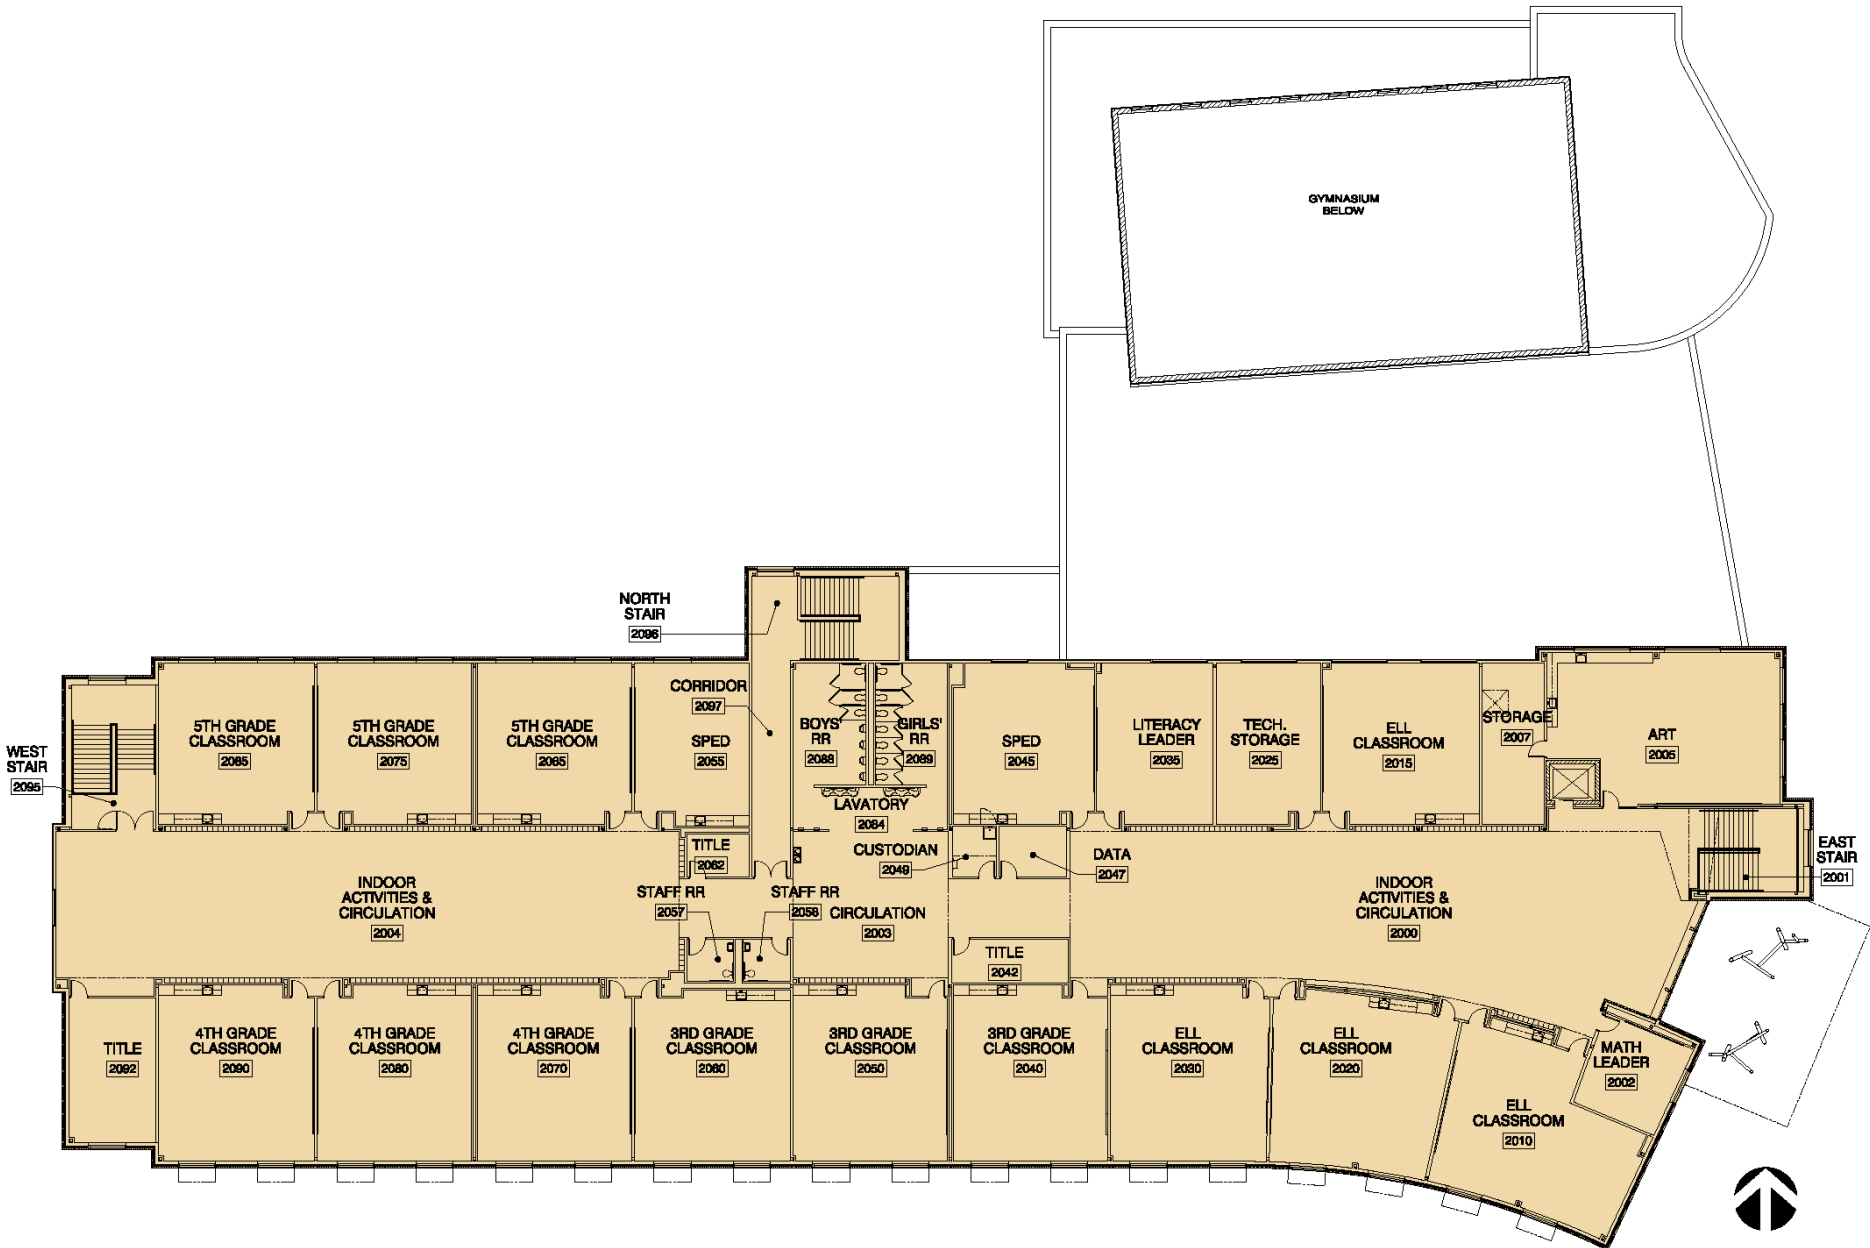 GYMNASIUM
BELOW
NORTH
STAIR
2096
CORRIDOR
2097
WEST
STAIR
2095
5TH GRADE
CLASSROOM
2085
5TH GRADE
CLASSROOM
2075
5TH GRADE
CLASSROOM
2065
SPED
2055
BOYS'
RR
2088
GIRLS'
RR
2089
SPED
2045
LITERACY
LEADER
2035
TECH.
STORAGE
2025
ELL
CLASSROOM
2015
STORAGE
2007
ART
2005
LAVATORY
2084
TITLE
2062
CUSTODIAN
2049
DATA
2047
EAST
STAIR
2001
INDOOR
ACTIVITIES &
CIRCULATION
2004
STAFF RR
2057
STAFF RR
2058
CIRCULATION
2003
INDOOR
ACTIVITIES &
CIRCULATION
2000
TITLE
2042
TITLE
2092
4TH GRADE
CLASSROOM
2090
4TH GRADE
CLASSROOM
2080
4TH GRADE
CLASSROOM
2070
3RD GRADE
CLASSROOM
2060
3RD GRADE
CLASSROOM
2050
3RD GRADE
CLASSROOM
2040
ELL
CLASSROOM
2030
ELL
CLASSROOM
2020
MATH
LEADER
2002
ELL
CLASSROOM
2010